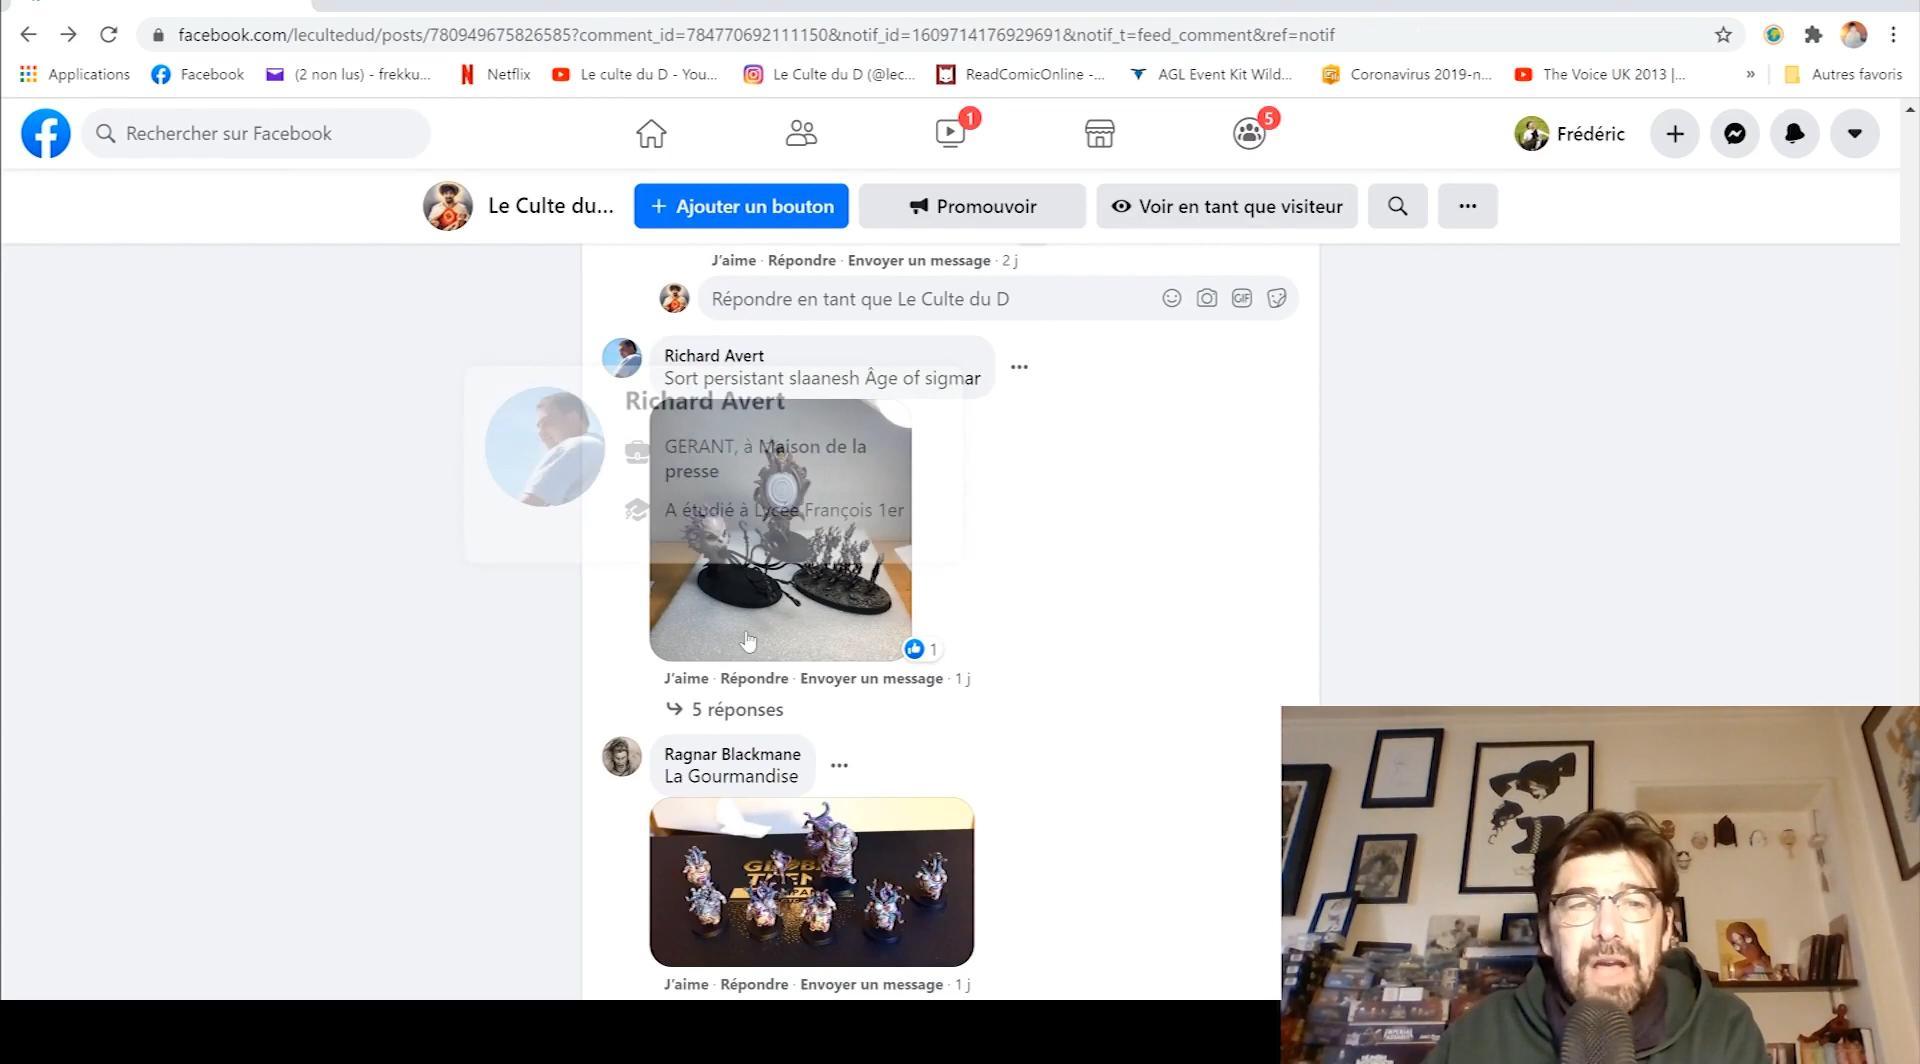 facebook.com/lecultedud/posts/780949675826585?comment_id=784770692111150&notif_id=1609714176929691&notif_t=feed_comment&ref=notif
Applications
Facebook
(2 non lus) - frekku...
Netflix
Le culte du D - You...
Le Culte du D (@lec...
ReadComicOnline -...
AGL Event Kit Wild...
Coronavirus 2019-n...
The Voice UK 2013 |...
»
Autres favoris
Rechercher sur Facebook
1
5
Frédéric
Le Culte du...
+ Ajouter un bouton
Promouvoir
Voir en tant que visiteur
J'aime · Répondre · Envoyer un message · 2 j
Répondre en tant que Le Culte du D
GIF
Richard Avert
Sort persistant slaanesh Âge of sigmar
Richard Avert
GERANT, à Maison de la
presse
A étudié à Lycée François 1er
1
J'aime · Répondre · Envoyer un message · 1 j
5 réponses
Ragnar Blackmane
La Gourmandise
J'aime · Répondre · Envoyer un message · 1 j